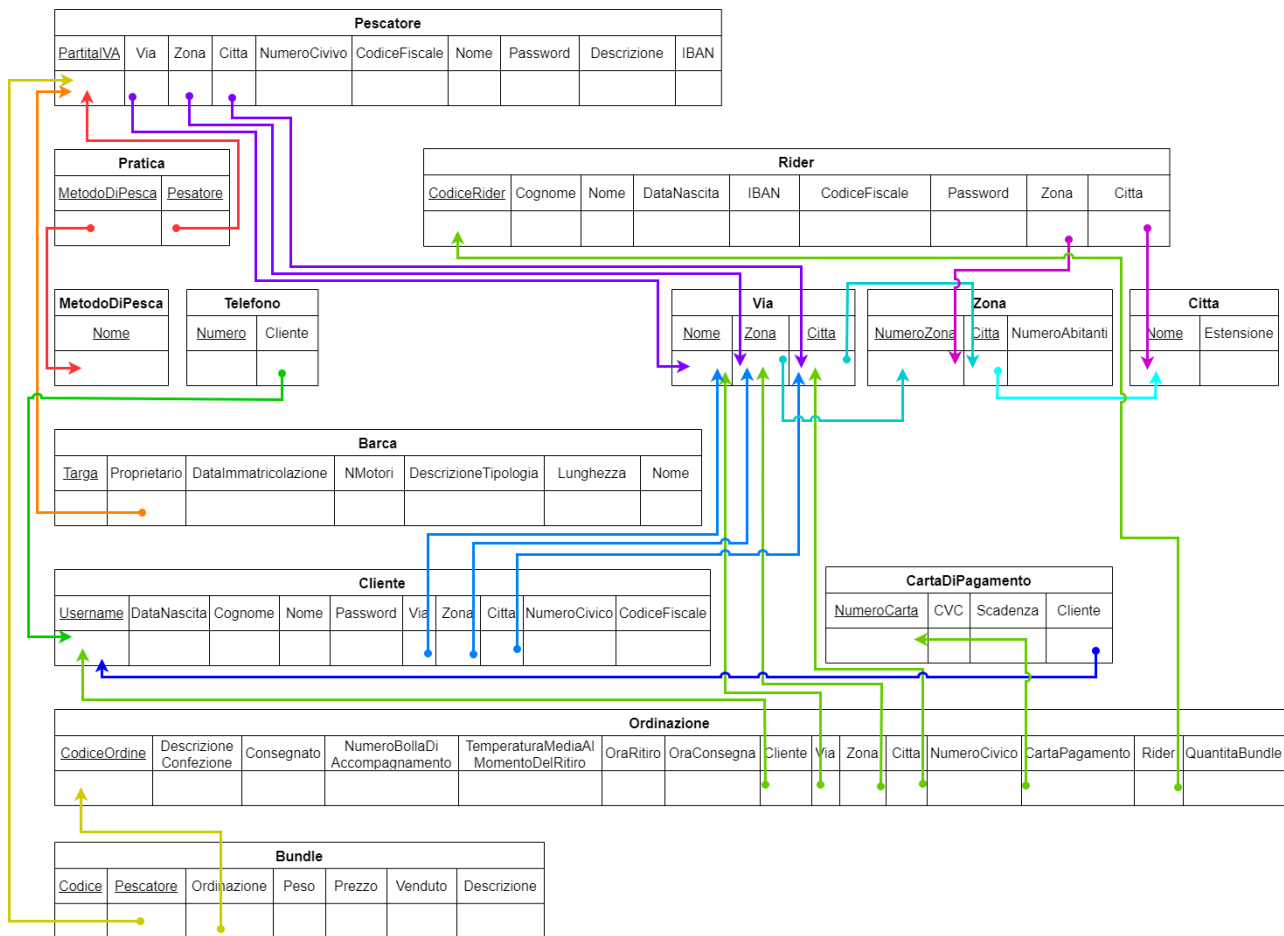 Pescatore
PartitaIVA Via Zona Citta NumeroCivivo CodiceFiscale Nome Password Descrizione IBAN
Pratica
MetodoDiPesca Pesatore
Rider
CodiceRider Cognome Nome DataNascita IBAN CodiceFiscale Password Zona Citta
MetodoDiPesca
Nome
Telefono
Numero Cliente
Via
Nome Zona Citta
Zona
NumeroZona Citta NumeroAbitanti
Citta
Nome Estensione
Barca
Targa Proprietario DataImmatricolazione NMotori DescrizioneTipologia Lunghezza Nome
Cliente
Username DataNascita Cognome Nome Password Via Zona Citta NumeroCivico CodiceFiscale
CartaDiPagamento
NumeroCarta CVC Scadenza Cliente
Ordinazione
CodiceOrdine Descrizione Confezione Consegnato NumeroBollaDi Accompagnamento TemperaturaMediaAl MomentoDelRitiro OraRitiro OraConsegna Cliente Via Zona Citta NumeroCivico CartaPagamento Rider QuantitaBundle
Bundle
Codice Pescatore Ordinazione Peso Prezzo Venduto Descrizione